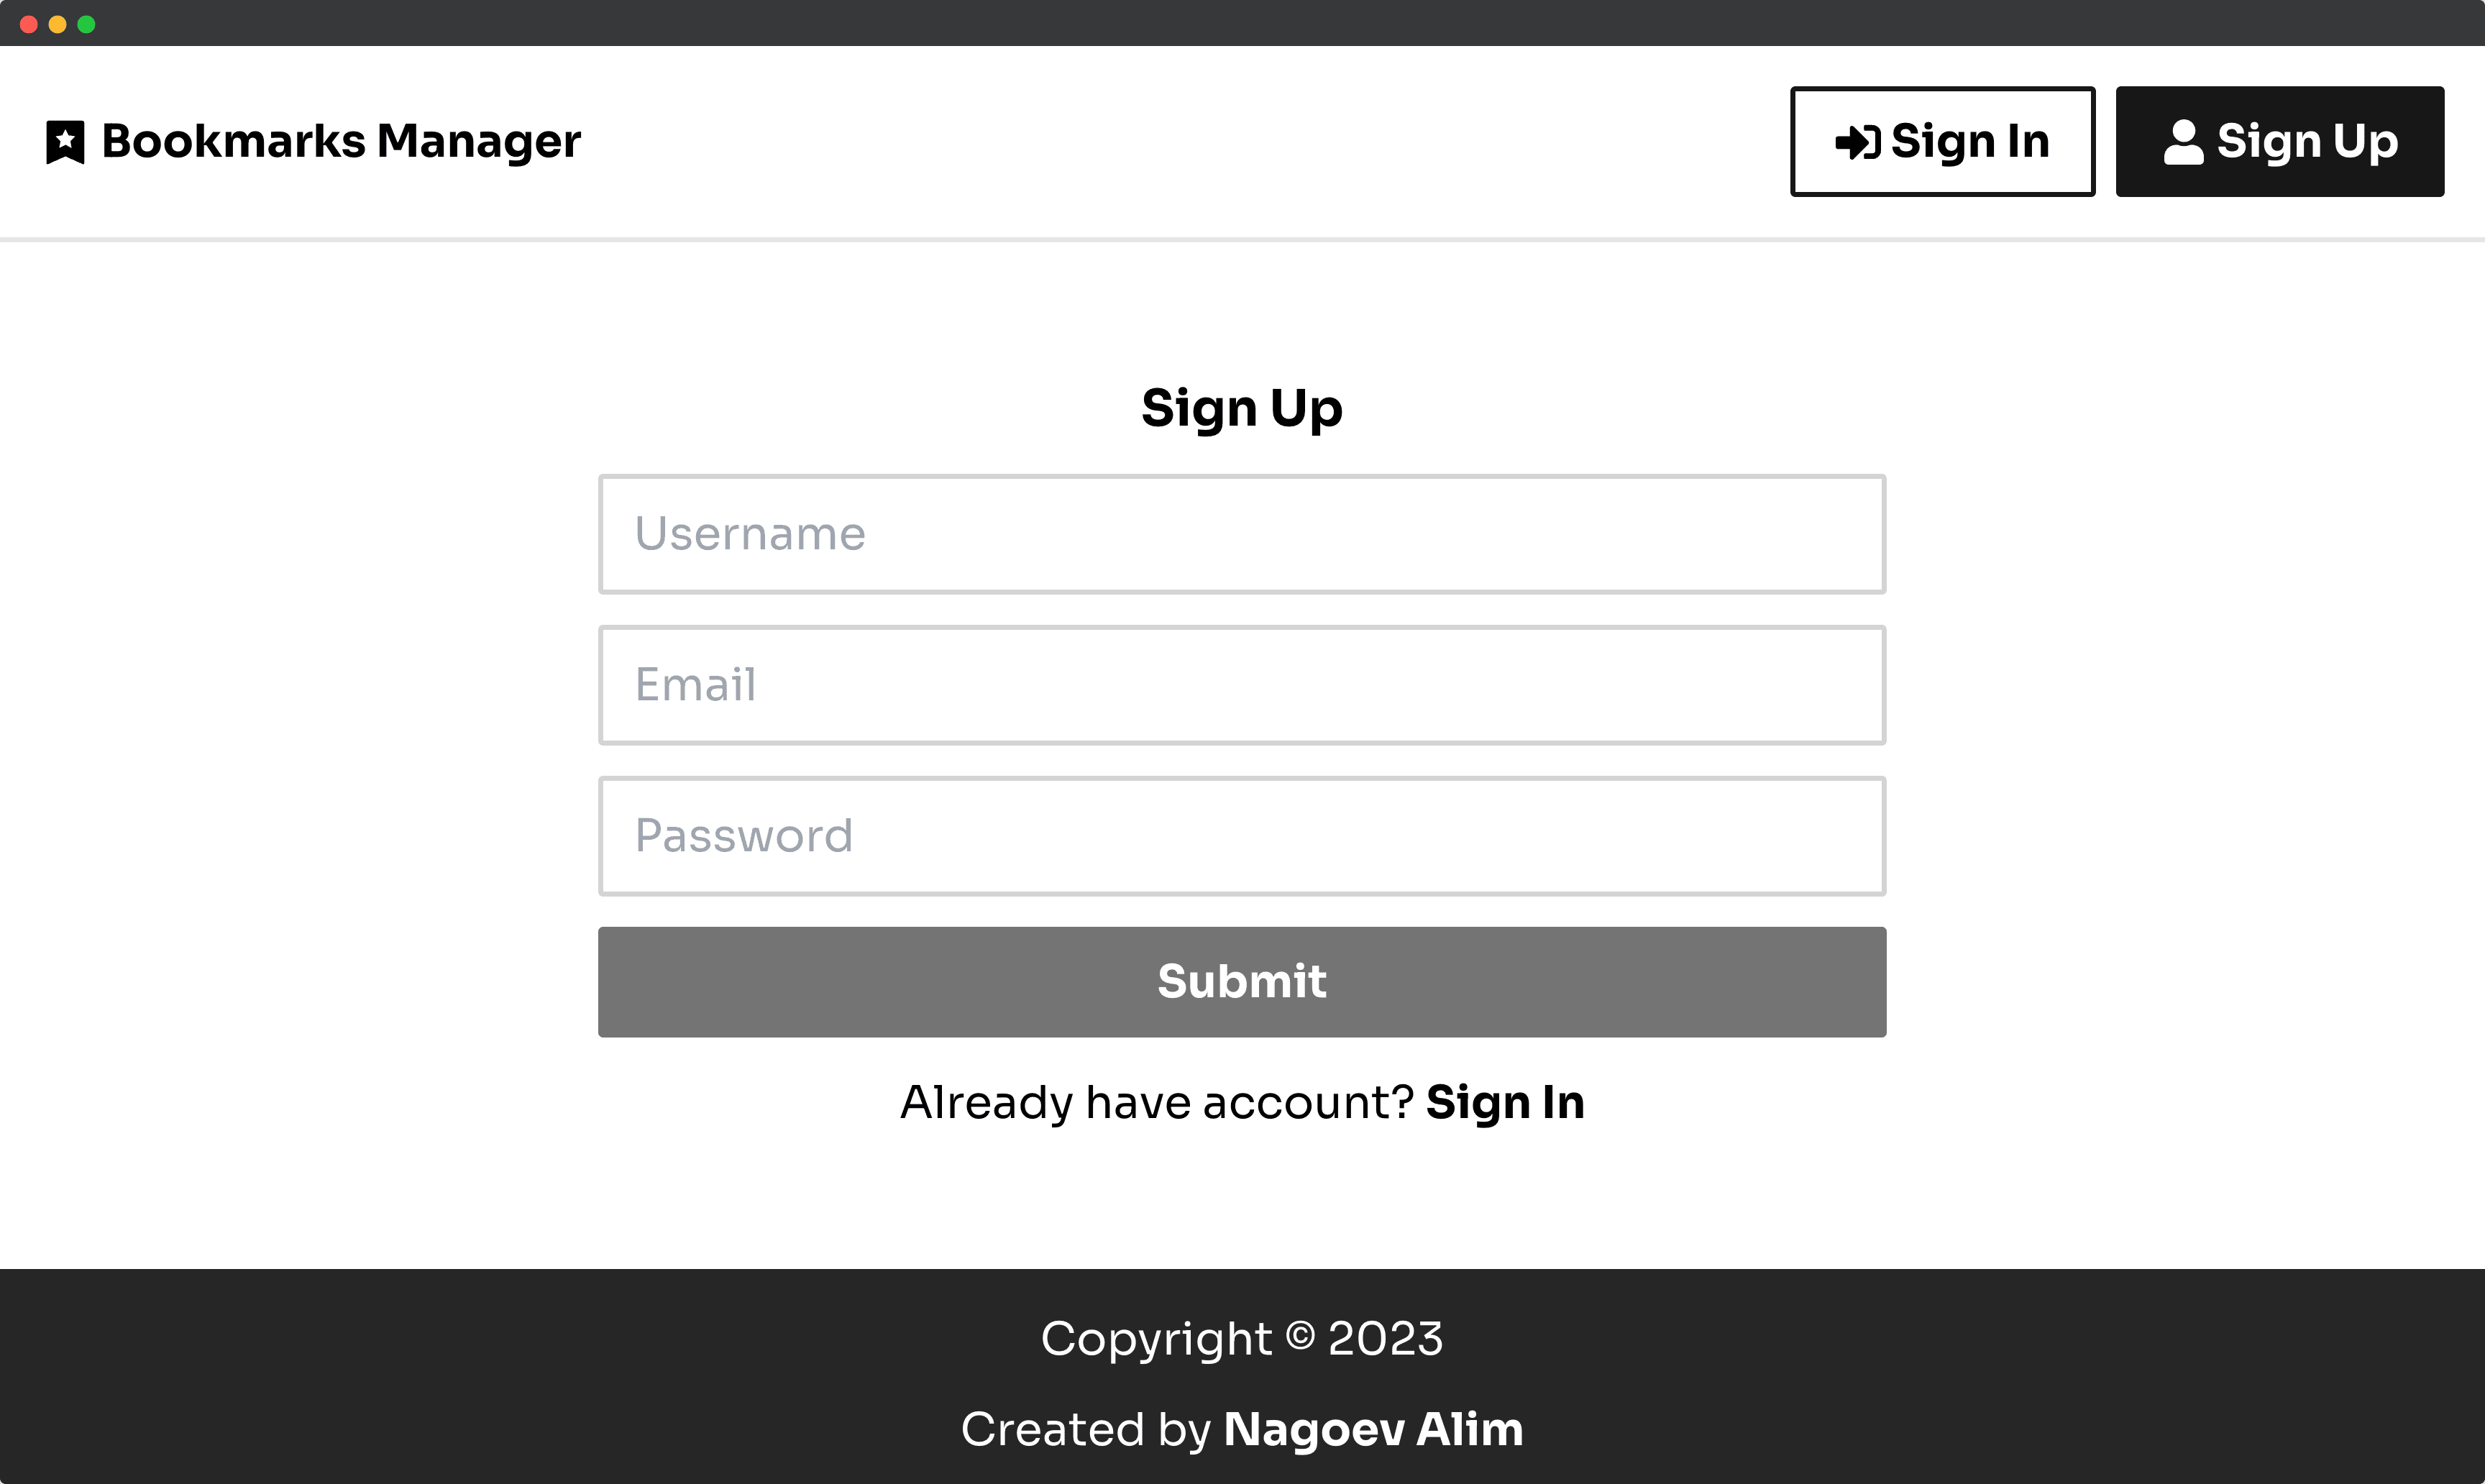 Bookmarks Manager
Sign In
Sign Up
Sign Up
Username
Email
Password
Submit
Already have account? Sign In
Copyright © 2023
Created by Nagoev Alim